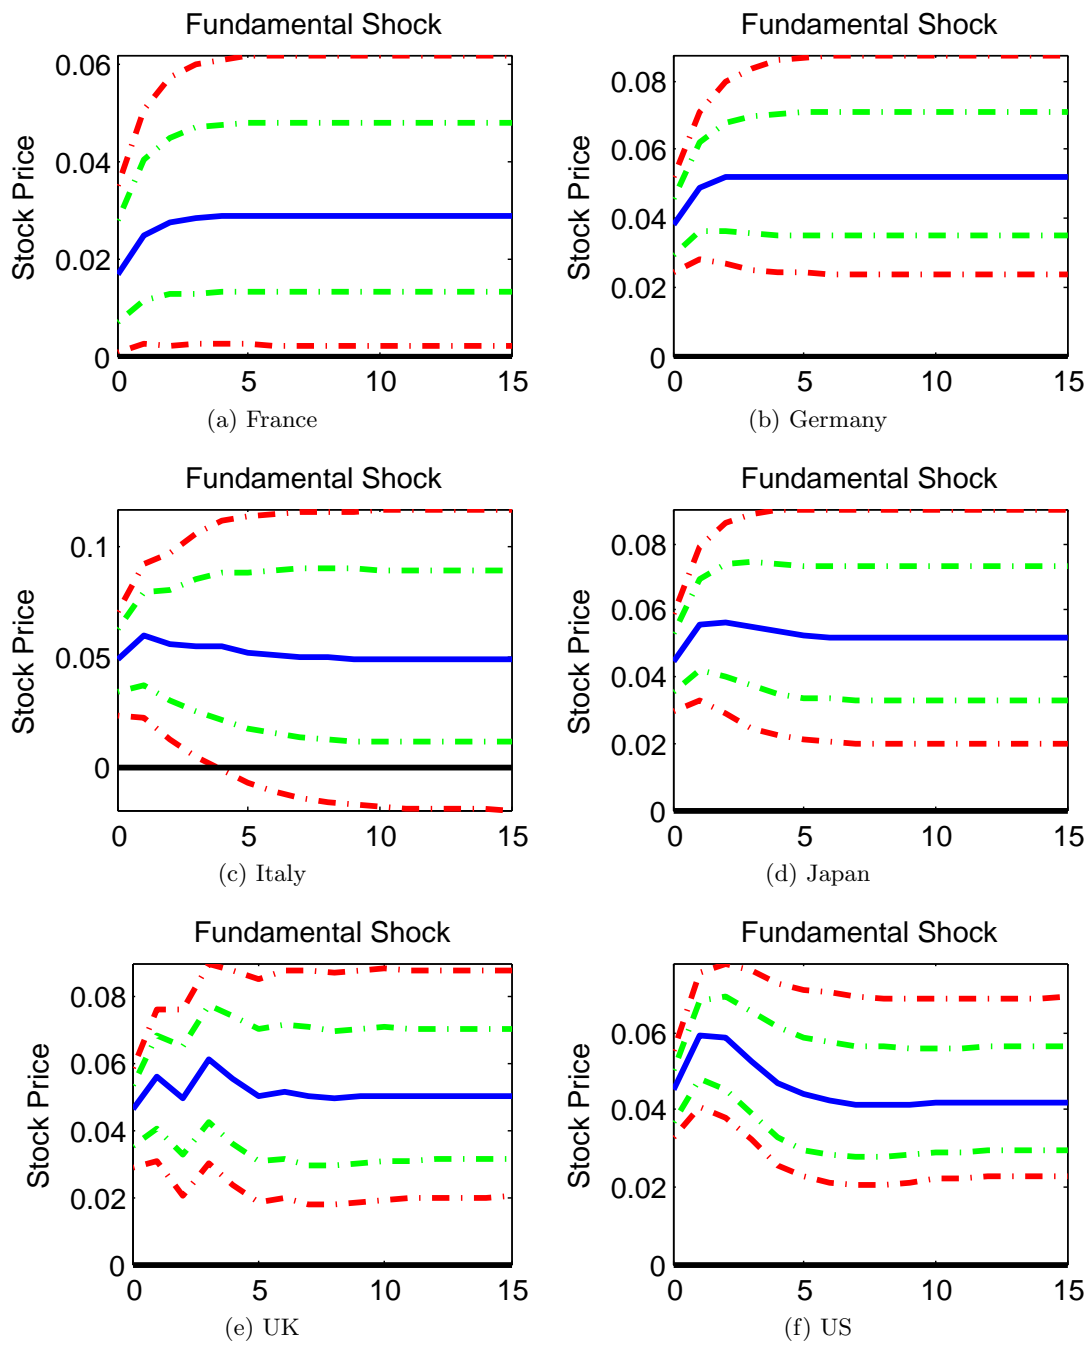 Fundamental Shock
0.06
0.04
0.02
0
Stock Price
0 5 10 15
(a) France
Fundamental Shock
0.08
0.06
0.04
0.02
0
Stock Price
0 5 10 15
(b) Germany
Fundamental Shock
0.1
0.05
0
Stock Price
0 5 10 15
(c) Italy
Fundamental Shock
0.08
0.06
0.04
0.02
0
Stock Price
0 5 10 15
(d) Japan
Fundamental Shock
0.08
0.06
0.04
0.02
0
Stock Price
0 5 10 15
(e) UK
Fundamental Shock
0.06
0.04
0.02
0
Stock Price
0 5 10 15
(f) US